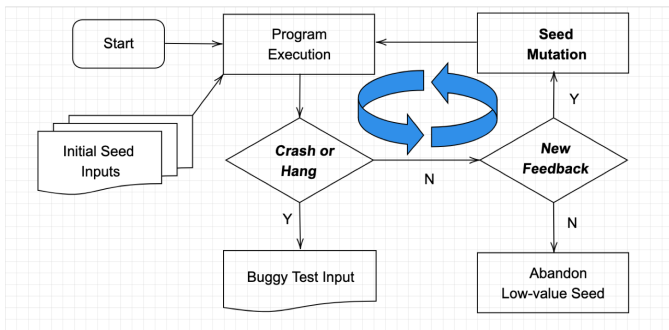 Start
Program
Execution
Seed
Mutation
Initial Seed
Inputs
Crash or
Hang
N
Y
New
Feedback
Y
N
Buggy Test Input
Abandon
Low-value Seed